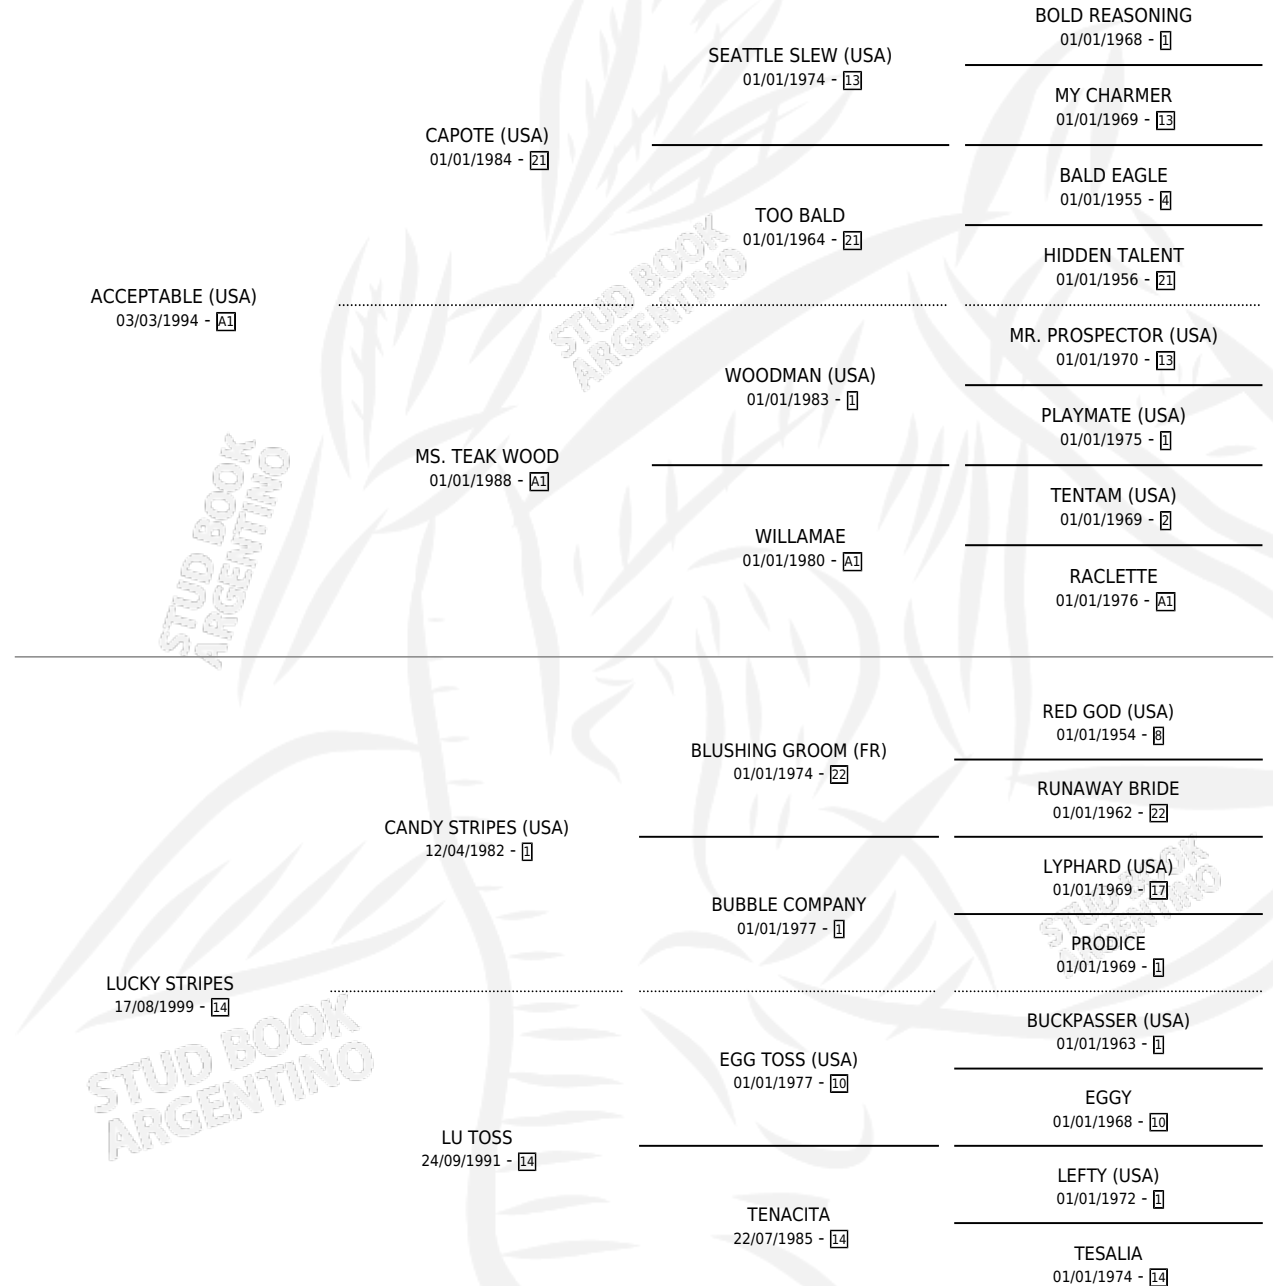 BOLD REASONING
01/01/1968 - 1
SEATTLE SLEW (USA)
01/01/1974 - 13
MY CHARMER
01/01/1969 - 13
CAPOTE (USA)
01/01/1984 - 21
BALD EAGLE
01/01/1955 - 4
TOO BALD
01/01/1964 - 21
HIDDEN TALENT
01/01/1956 - 21
ACCEPTABLE (USA)
03/03/1994 - A1
STUD BOOK
ARGENTINO
MR. PROSPECTOR (USA)
01/01/1970 - 13
WOODMAN (USA)
01/01/1983 - 1
PLAYMATE (USA)
01/01/1975 - 1
MS. TEAK WOOD
01/01/1988 - A1
TENTAM (USA)
01/01/1969 - 2
WILLAMAE
01/01/1980 - A1
RACLETTE
01/01/1976 - A1
STUD BOOK
ARGENTINO
RED GOD (USA)
01/01/1954 - 8
BLUSHING GROOM (FR)
01/01/1974 - 22
RUNAWAY BRIDE
01/01/1962 - 22
CANDY STRIPES (USA)
12/04/1982 - 1
LYPHARD (USA)
01/01/1969 - 17
BUBBLE COMPANY
01/01/1977 - 1
STUD BOOK
ARGENTINO
PRODICE
01/01/1969 - 1
LUCKY STRIPES
17/08/1999 - 14
STUD BOOK
ARGENTINO
BUCKPASSER (USA)
01/01/1963 - 1
EGG TOSS (USA)
01/01/1977 - 10
EGGY
01/01/1968 - 10
LU TOSS
24/09/1991 - 14
LEFTY (USA)
01/01/1972 - 1
TENACITA
22/07/1985 - 14
TESALIA
01/01/1974 - 14